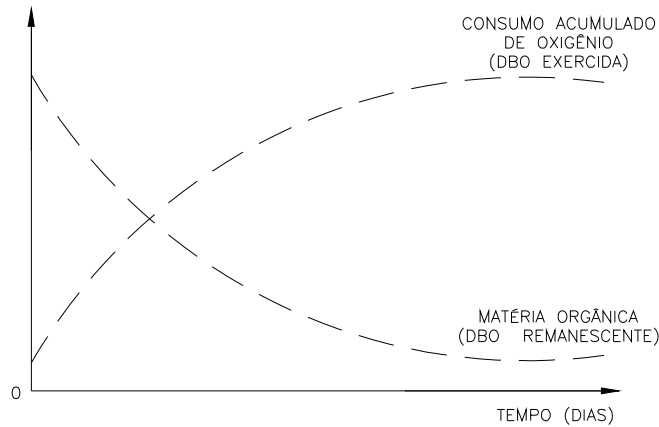 CONSUMO ACUMULADO
DE OXIGÊNIO
(DBO EXERCIDA)
MATÉRIA ORGÂNICA
(DBO REMANESCENTE)
0
TEMPO (DIAS)